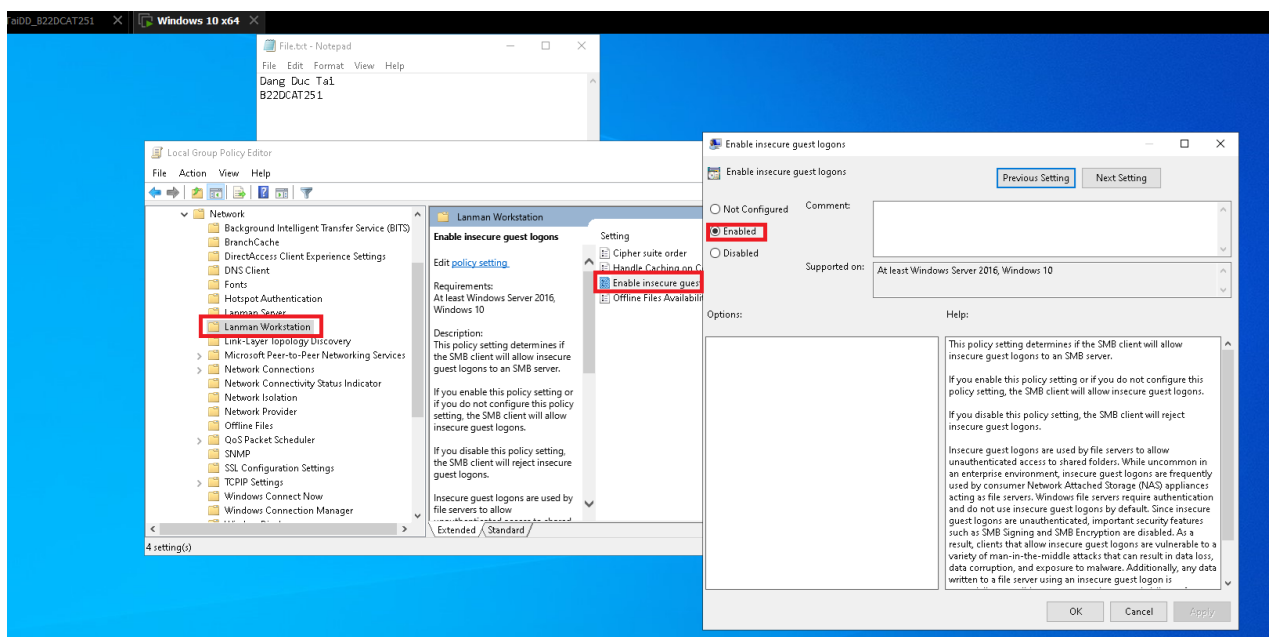 TaiDD_B22DCAT251
Windows 10 x64
File.txt - Notepad
File Edit Format View Help
Dang Duc Tai
B22DCAT251
Local Group Policy Editor
File Action View Help
Network
Background Intelligent Transfer Service (BITS)
BranchCache
DirectAccess Client Experience Settings
DNS Client
Fonts
Hotspot Authentication
Lanman Server
Lanman Workstation
Link-Layer Topology Discovery
Microsoft Peer-to-Peer Networking Services
Network Connections
Network Connectivity Status Indicator
Network Isolation
Network Provider
Offline Files
QoS Packet Scheduler
SNMP
SSL Configuration Settings
TCPIP Settings
Windows Connect Now
Windows Connection Manager
4 setting(s)
Lanman Workstation
Enable insecure guest logons
Edit policy setting
Requirements:
At least Windows Server 2016,
Windows 10
Description:
This policy setting determines if
the SMB client will allow insecure
guest logons to an SMB server.
If you enable this policy setting or
if you do not configure this policy
setting, the SMB client will allow
insecure guest logons.
If you disable this policy setting,
the SMB client will reject insecure
guest logons.
Insecure guest logons are used by
file servers to allow
Setting
Cipher suite order
Handle Caching on C
Enable insecure gues
Offline Files Availabili
Extended Standard
Enable insecure guest logons
Enable insecure guest logons
Previous Setting Next Setting
Not Configured
Enabled
Disabled
Comment:
Supported on:
At least Windows Server 2016, Windows 10
Options:
Help:
This policy setting determines if the SMB client will allow
insecure guest logons to an SMB server.
If you enable this policy setting or if you do not configure this
policy setting, the SMB client will allow insecure guest logons.
If you disable this policy setting, the SMB client will reject
insecure guest logons.
Insecure guest logons are used by file servers to allow
unauthenticated access to shared folders. While uncommon in
an enterprise environment, insecure guest logons are frequently
used by consumer Network Attached Storage (NAS) appliances
acting as file servers. Windows file servers require authentication
and do not use insecure guest logons by default. Since insecure
guest logons are unauthenticated, important security features
such as SMB Signing and SMB Encryption are disabled. As a
result, clients that allow insecure guest logons are vulnerable to a
variety of man-in-the-middle attacks that can result in data loss,
data corruption, and exposure to malware. Additionally, any data
written to a file server using an insecure guest logon is
OK Cancel Apply